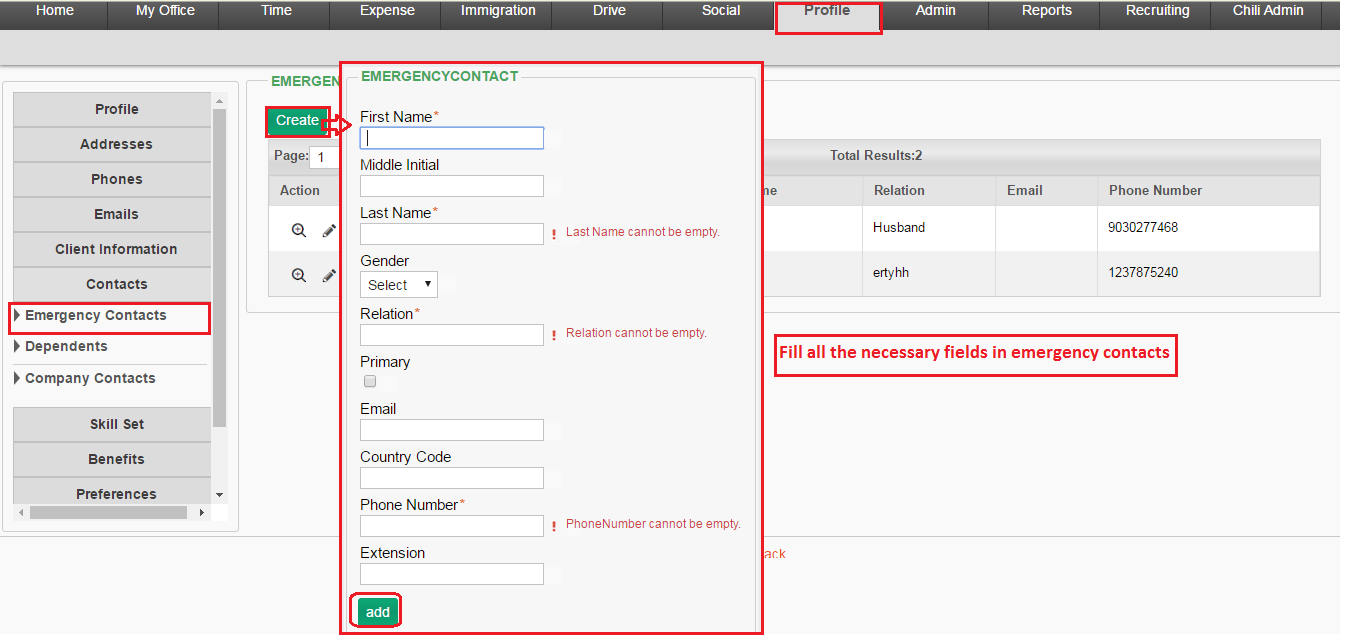 Home My Office Time Expense Immigration Drive Social Profile Admin Reports Recruiting Chili Admin
Profile
Addresses
Phones
Emails
Client Information
Contacts
Emergency Contacts
Dependents
Company Contacts
Skill Set
Benefits
Preferences
EMERGEN
Create
Page: 1
Total Results:2
Action
me Relation Email Phone Number
Husband 9030277468
ertyhh 1237875240
EMERGENCYCONTACT
First Name*
Middle Initial
Last Name*
! Last Name cannot be empty.
Gender
Select
Relation*
! Relation cannot be empty.
Primary
Email
Country Code
Phone Number*
! PhoneNumber cannot be empty.
Extension
add
Fill all the necessary fields in emergency contacts
ack